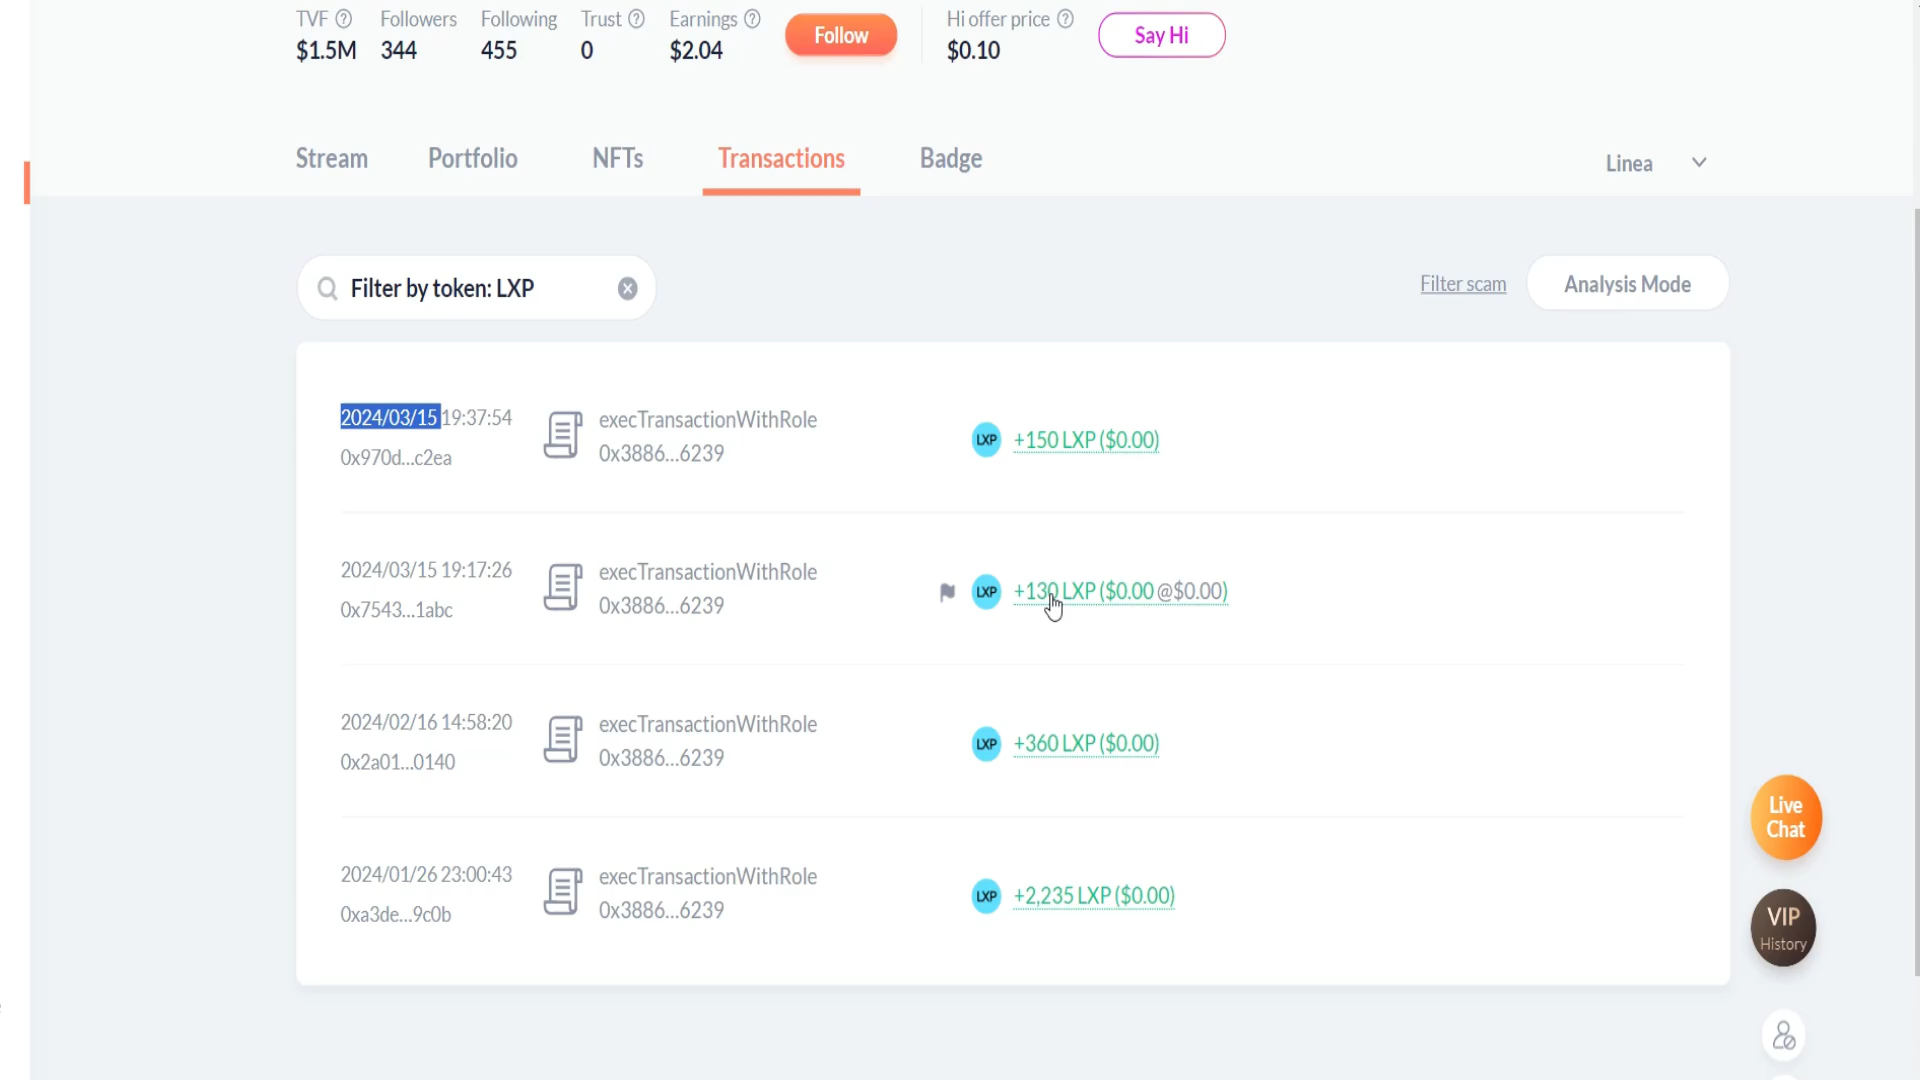 TVF Followers Following Trust Earnings Follow Hi offer price Say Hi
$1.5M 344 455 0 $2.04 $0.10
Stream Portfolio NFTs Transactions Badge Linea
Filter by token: LXP Filter scam Analysis Mode
2024/03/15 19:37:54 execTransactionWithRole LXP +150 LXP ($0.00)
0x970d...c2ea 0x3886...6239
2024/03/15 19:17:26 execTransactionWithRole LXP +130 LXP ($0.00 @$0.00)
0x7543...1abc 0x3886...6239
2024/02/16 14:58:20 execTransactionWithRole LXP +360 LXP ($0.00)
0x2a01...0140 0x3886...6239
Live
Chat
2024/01/26 23:00:43 execTransactionWithRole LXP +2,235 LXP ($0.00)
0xa3de...9c0b 0x3886...6239
VIP
History